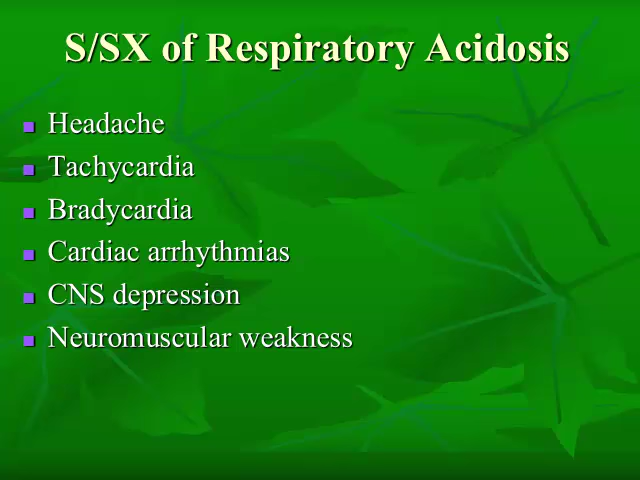 S/SX of Respiratory Acidosis
Headache
Tachycardia
Bradycardia
Cardiac arrhythmias
CNS depression
Neuromuscular weakness